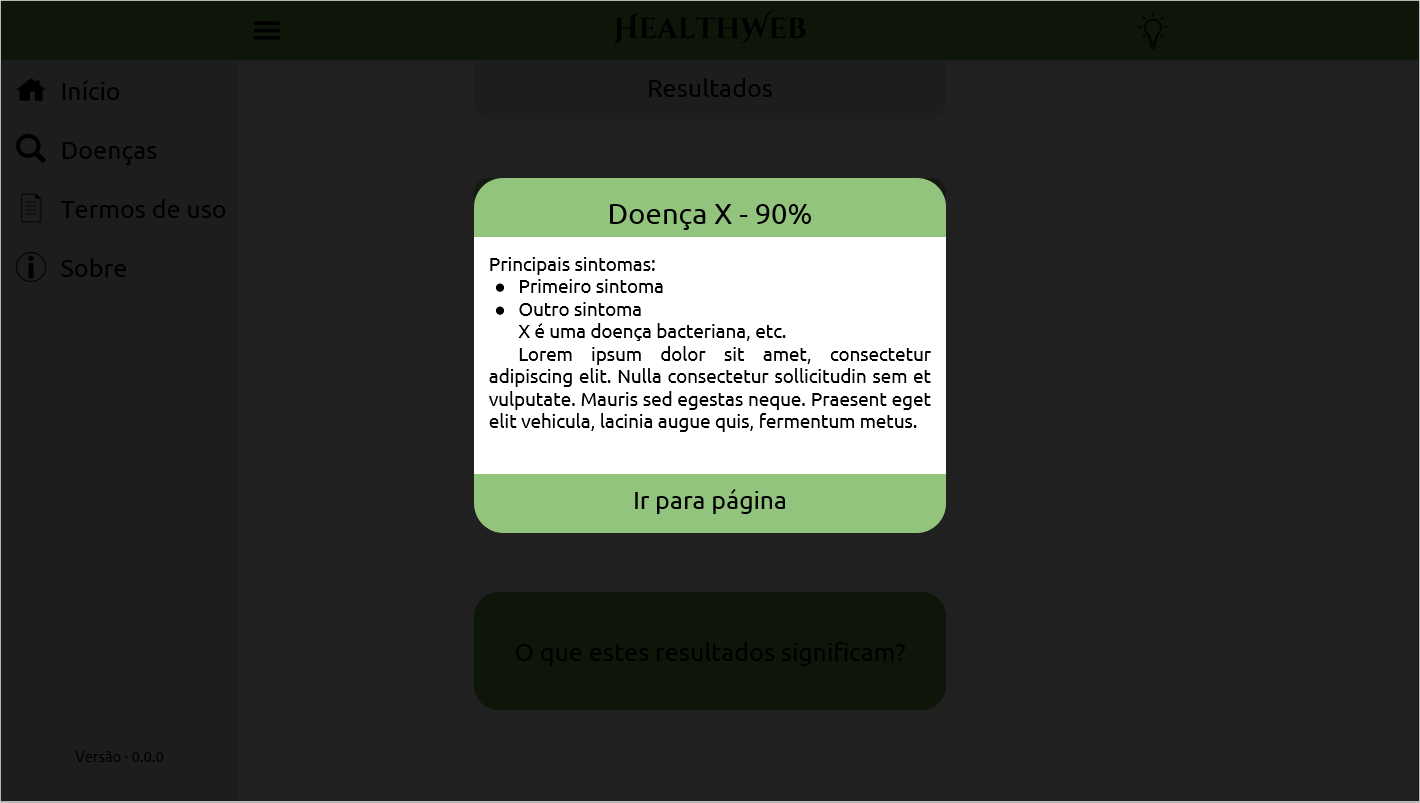 HealthWeb
Início
Doenças
Termos de uso
Sobre
Versão · 0.0.0
Resultados
Doença X - 90%
Principais sintomas:
● Primeiro sintoma
● Outro sintoma
X é uma doença bacteriana, etc.
Lorem ipsum dolor sit amet, consectetur
adipiscing elit. Nulla consectetur sollicitudin sem et
vulputate. Mauris sed egestas neque. Praesent eget
elit vehicula, lacinia augue quis, fermentum metus.
Ir para página
O que estes resultados significam?